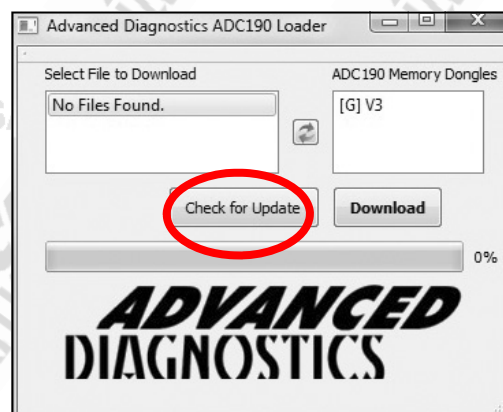 Advanced Diagnostics ADC190 Loader
Select File to Download
ADC190 Memory Dongles
No Files Found.
[G] V3
Check for Update
Download
0%
ADVANCED
DIAGNOSTICS